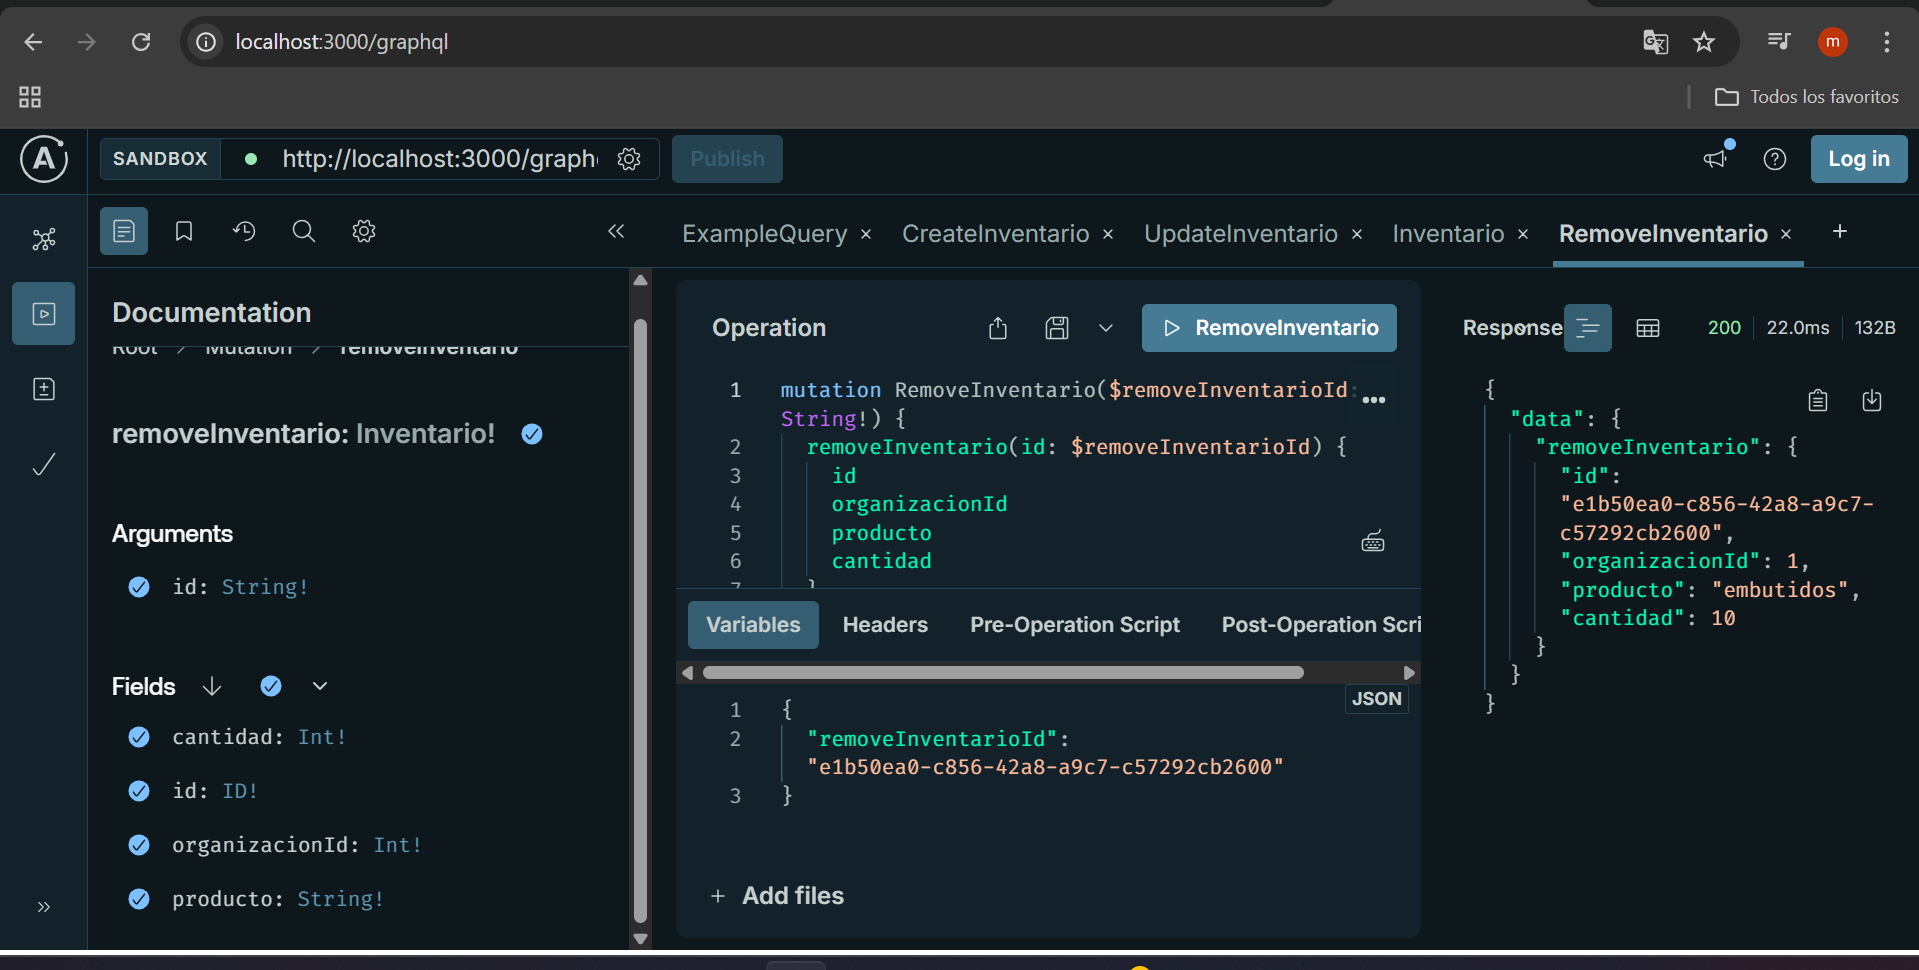 localhost:3000/graphql
m
Todos los favoritos
A
SANDBOX
http://localhost:3000/graph
Publish
Log in
ExampleQuery ×
CreateInventario ×
UpdateInventario ×
Inventario ×
RemoveInventario ×
+
Documentation
Root > Mutation > removeInventario
removeInventario: Inventario!
Arguments
id: String!
Fields
cantidad: Int!
id: ID!
organizacionId: Int!
producto: String!
Operation
RemoveInventario
1 mutation RemoveInventario($removeInventarioId:
String!) {
2 removeInventario(id: $removeInventarioId) {
3 id
4 organizacionId
5 producto
6 cantidad
7 }
Variables
Headers
Pre-Operation Script
Post-Operation Scri
JSON
1 {
2 "removeInventarioId":
"e1b50ea0-c856-42a8-a9c7-c57292cb2600"
3 }
+ Add files
Response
200
22.0ms
132B
{
"data": {
"removeInventario": {
"id":
"e1b50ea0-c856-42a8-a9c7-
c57292cb2600",
"organizacionId": 1,
"producto": "embutidos",
"cantidad": 10
}
}
}